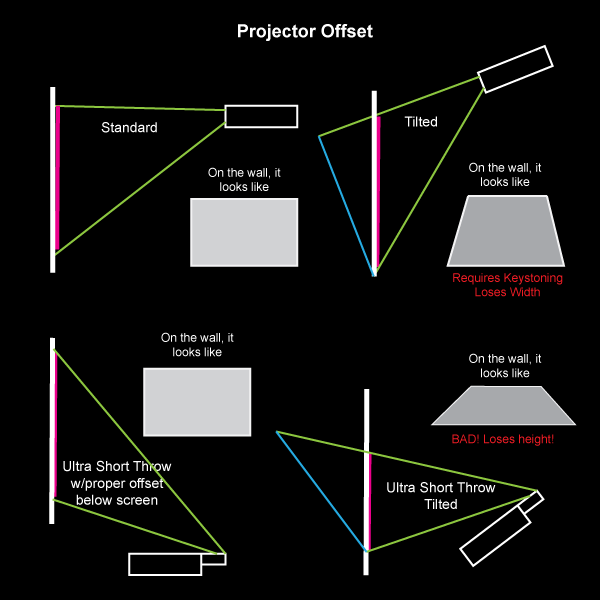 Projector Offset
Standard
On the wall, it
looks like
Tilted
On the wall, it
looks like
Requires Keystoning
Loses Width
On the wall, it
looks like
Ultra Short Throw
w/proper offset
below screen
On the wall, it
looks like
BAD! Loses height!
Ultra Short Throw
Tilted